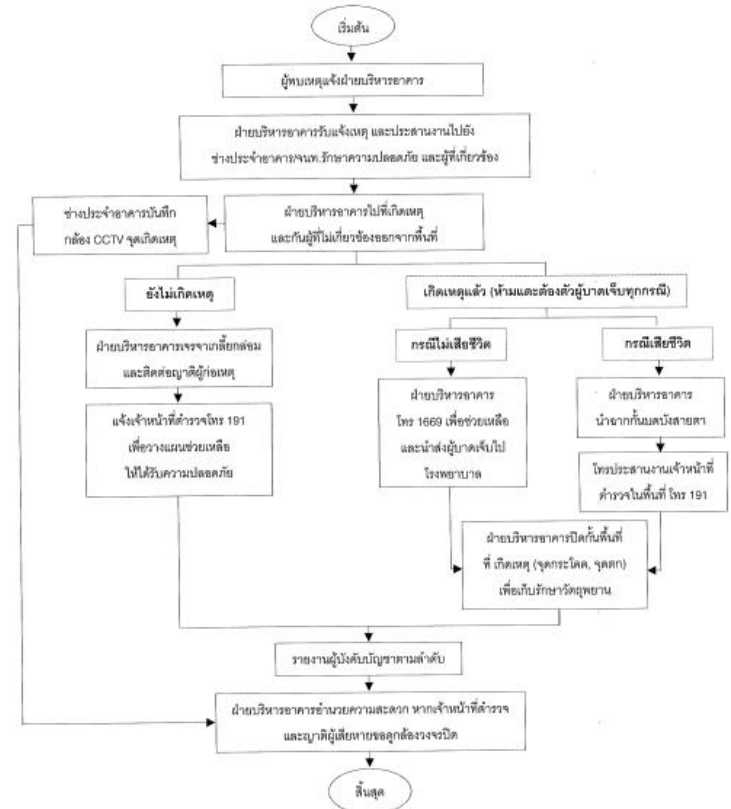 เริ่มต้น
ผู้พบเหตุแจ้งฝ่ายบริหารอาคาร
ฝ่ายบริหารอาคารรับแจ้งเหตุ และประสานงานไปยัง
ช่างประจำอาคาร/จนท.รักษาความปลอดภัย และผู้ที่เกี่ยวข้อง
ช่างประจำอาคารบันทึก
กล้อง CCTV จุดเกิดเหตุ
ฝ่ายบริหารอาคารไปที่เกิดเหตุ
และกันผู้ที่ไม่เกี่ยวข้องออกจากพื้นที่
ยังไม่เกิดเหตุ
ฝ่ายบริหารอาคารเจรจาเกลี้ยกล่อม
และติดต่อญาติผู้ก่อเหตุ
แจ้งเจ้าหน้าที่ตำรวจโทร 191
เพื่อวางแผนช่วยเหลือ
ให้ได้รับความปลอดภัย
เกิดเหตุแล้ว (ห้ามแตะต้องตัวผู้บาดเจ็บทุกกรณี)
กรณีไม่เสียชีวิต
ฝ่ายบริหารอาคาร
โทร 1669 เพื่อช่วยเหลือ
และนำส่งผู้บาดเจ็บไป
โรงพยาบาล
กรณีเสียชีวิต
ฝ่ายบริหารอาคาร
นำฉากกั้นบดบังสายตา
โทรประสานงานเจ้าหน้าที่
ตำรวจในพื้นที่ โทร 191
ฝ่ายบริหารอาคารปิดกั้นพื้นที่
ที่ เกิดเหตุ (จุดกระโดด, จุดตก)
เพื่อเก็บรักษาวัตถุพยาน
รายงานผู้บังคับบัญชาตามลำดับ
ฝ่ายบริหารอาคารอำนวยความสะดวก หากเจ้าหน้าที่ตำรวจ
และญาติผู้เสียหายขอดูกล้องวงจรปิด
สิ้นสุด